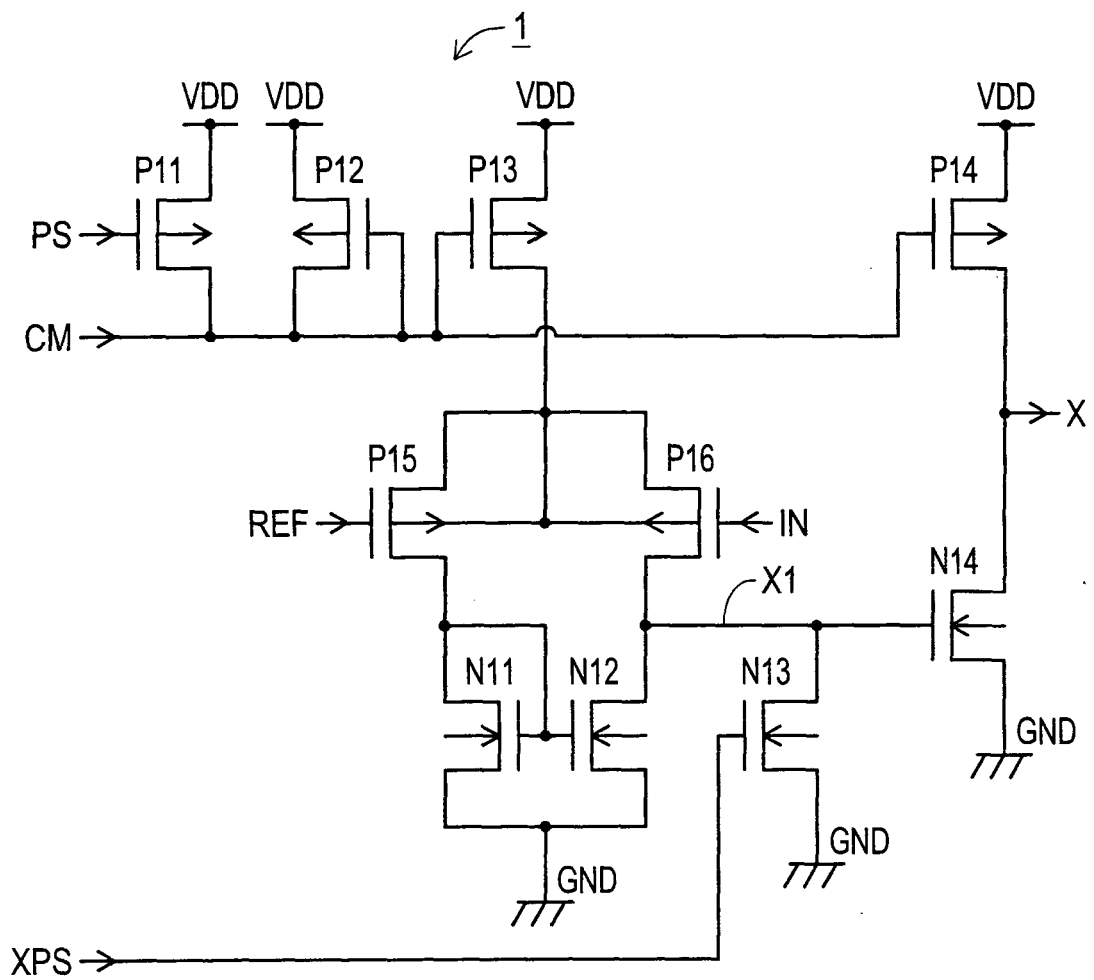 1
VDD VDD VDD VDD
P11 P12 P13 P14
PS
CM
X
P15 P16
REF IN
X1 N14
N11 N12 N13
GND
GND
GND
XPS